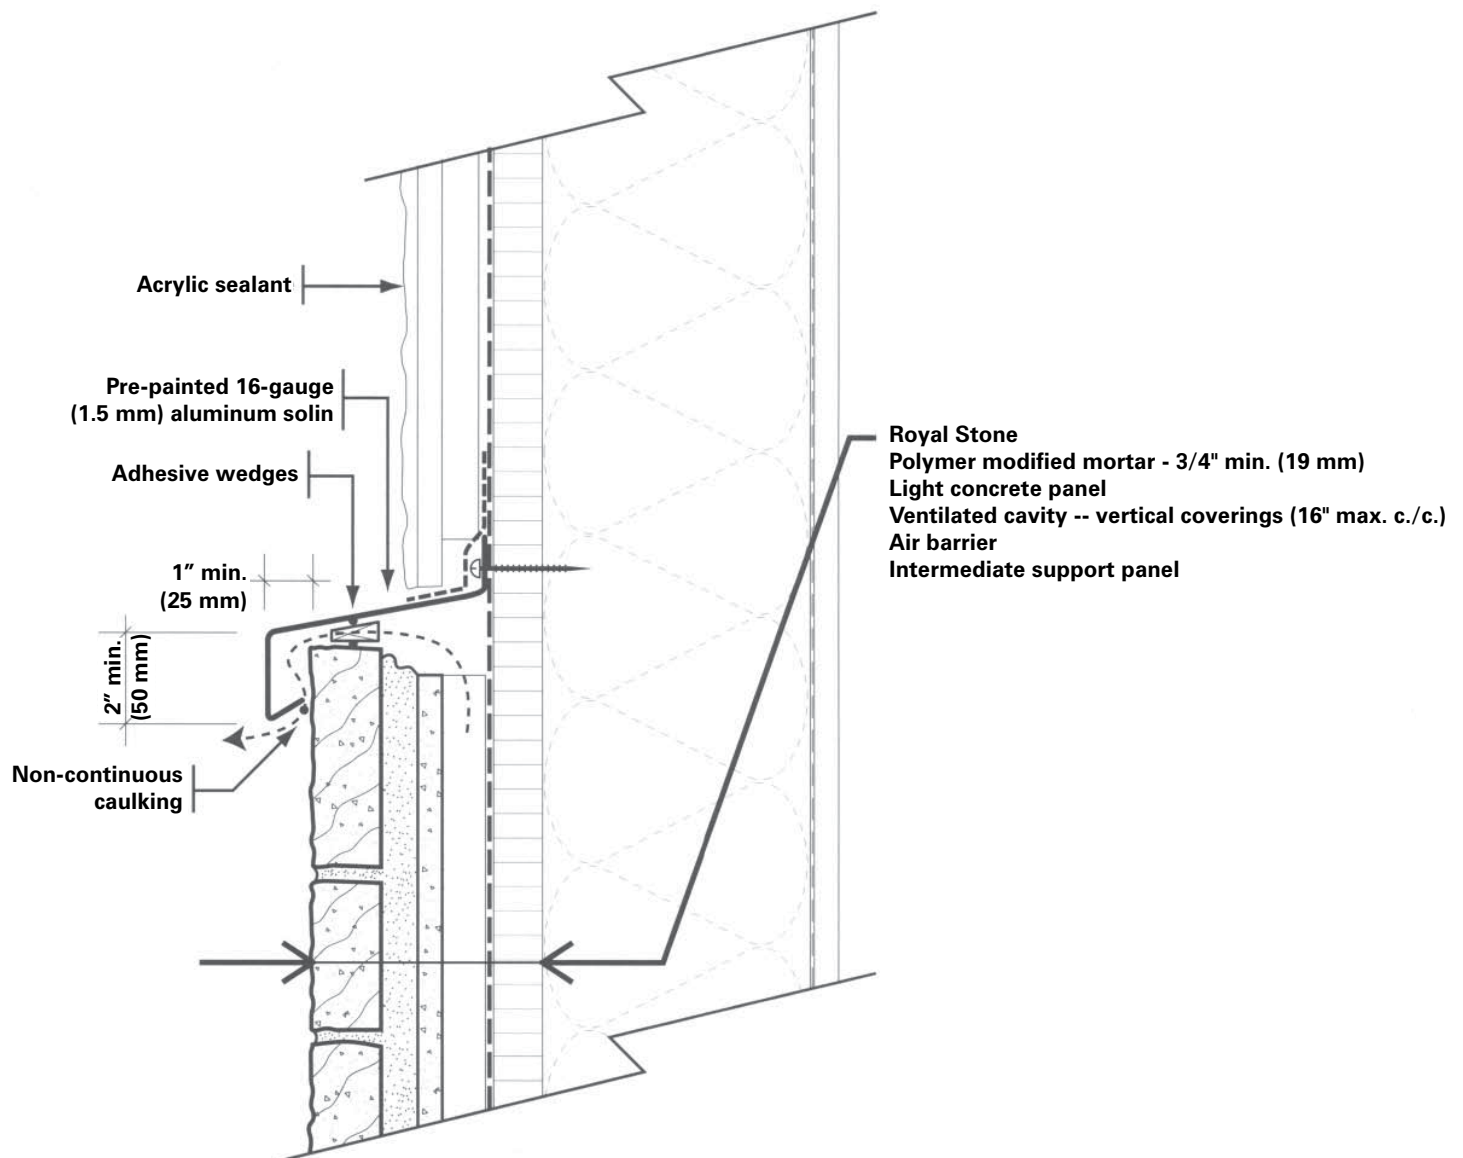 Acrylic sealant
Pre-painted 16-gauge
(1.5 mm) aluminum solin
Adhesive wedges
1” min.
(25 mm)
2” min.
(50 mm)
Non-continuous
caulking
Royal Stone
Polymer modified mortar - 3/4" min. (19 mm)
Light concrete panel
Ventilated cavity -- vertical coverings (16" max. c./c.)
Air barrier
Intermediate support panel